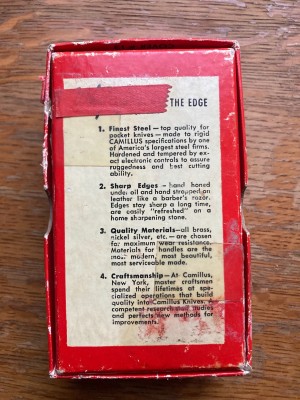 THE EDGE
1. Finest Steel — top quality for
pocket knives — made to rigid
CAMILLUS specifications by one
of America's largest steel firms.
Hardened and tempered by ex-
act electronic controls to assure
ruggedness and best cutting
ability.
2. Sharp Edges — hand honed
under oil and hand stropped on
leather like a barber's razor.
Edges stay sharp a long time,
are easily "refreshed" on a
home sharpening stone.
3. Quality Materials — all brass,
nickel silver, etc. — are chosen
for maximum wear resistance.
Materials for handles are the
most modern, most beautiful,
most serviceable made.
4. Craftsmanship — At Camillus,
New York, master craftsmen
spend their lifetimes at spe-
cialized operations that build
quality into Camillus Knives. A
competent research staff studies
and perfects new methods for
improvements.